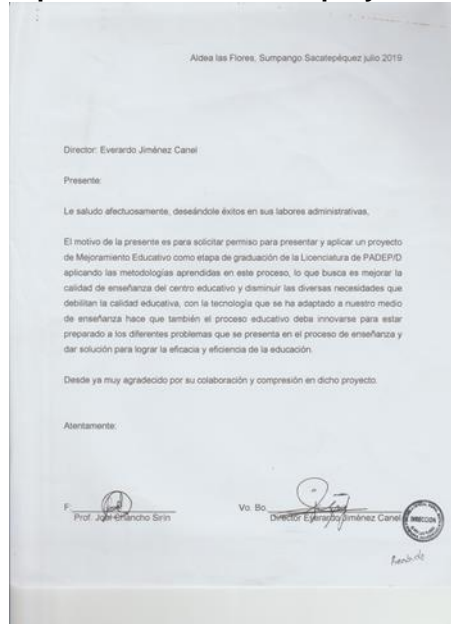 Aldea las Flores, Sumpango Sacatepéquez julio 2019
Director: Everardo Jiménez Canel
Presente:
Le saludo afectuosamente, deseándole éxitos en sus labores administrativas.
El motivo de la presente es para solicitar permiso para presentar y aplicar un proyecto
de Mejoramiento Educativo como etapa de graduación de la Licenciatura de PADEP/D
aplicando las metodologías aprendidas en este proceso, lo que busca es mejorar la
calidad de enseñanza del centro educativo y disminuir las diversas necesidades que
debilitan la calidad educativa, con la tecnología que se ha adaptado a nuestro medio
de enseñanza hace que también el proceso educativo deba innovarse para estar
preparado a los diferentes problemas que se presenta en el proceso de enseñanza y
dar solución para lograr la eficacia y eficiencia de la educación.
Desde ya muy agradecido por su colaboración y compresión en dicho proyecto.
Atentamente:
F.
Vo. Bo.
Prof. Joel Chancho Sirin
Director Everardo Jiménez Canel
DIRECCION